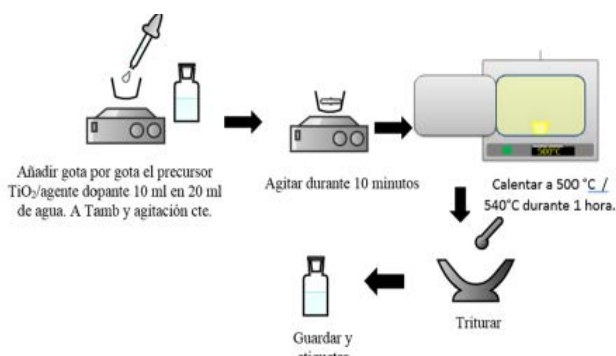 Añadir gota por gota el precursor
TiO₂/agente dopante 10 ml en 20 ml
de agua. A Tamb y agitación cte.
Agitar durante 10 minutos
500°C
Calentar a 500 °C /
540°C durante 1 hora.
Triturar
Guardar y